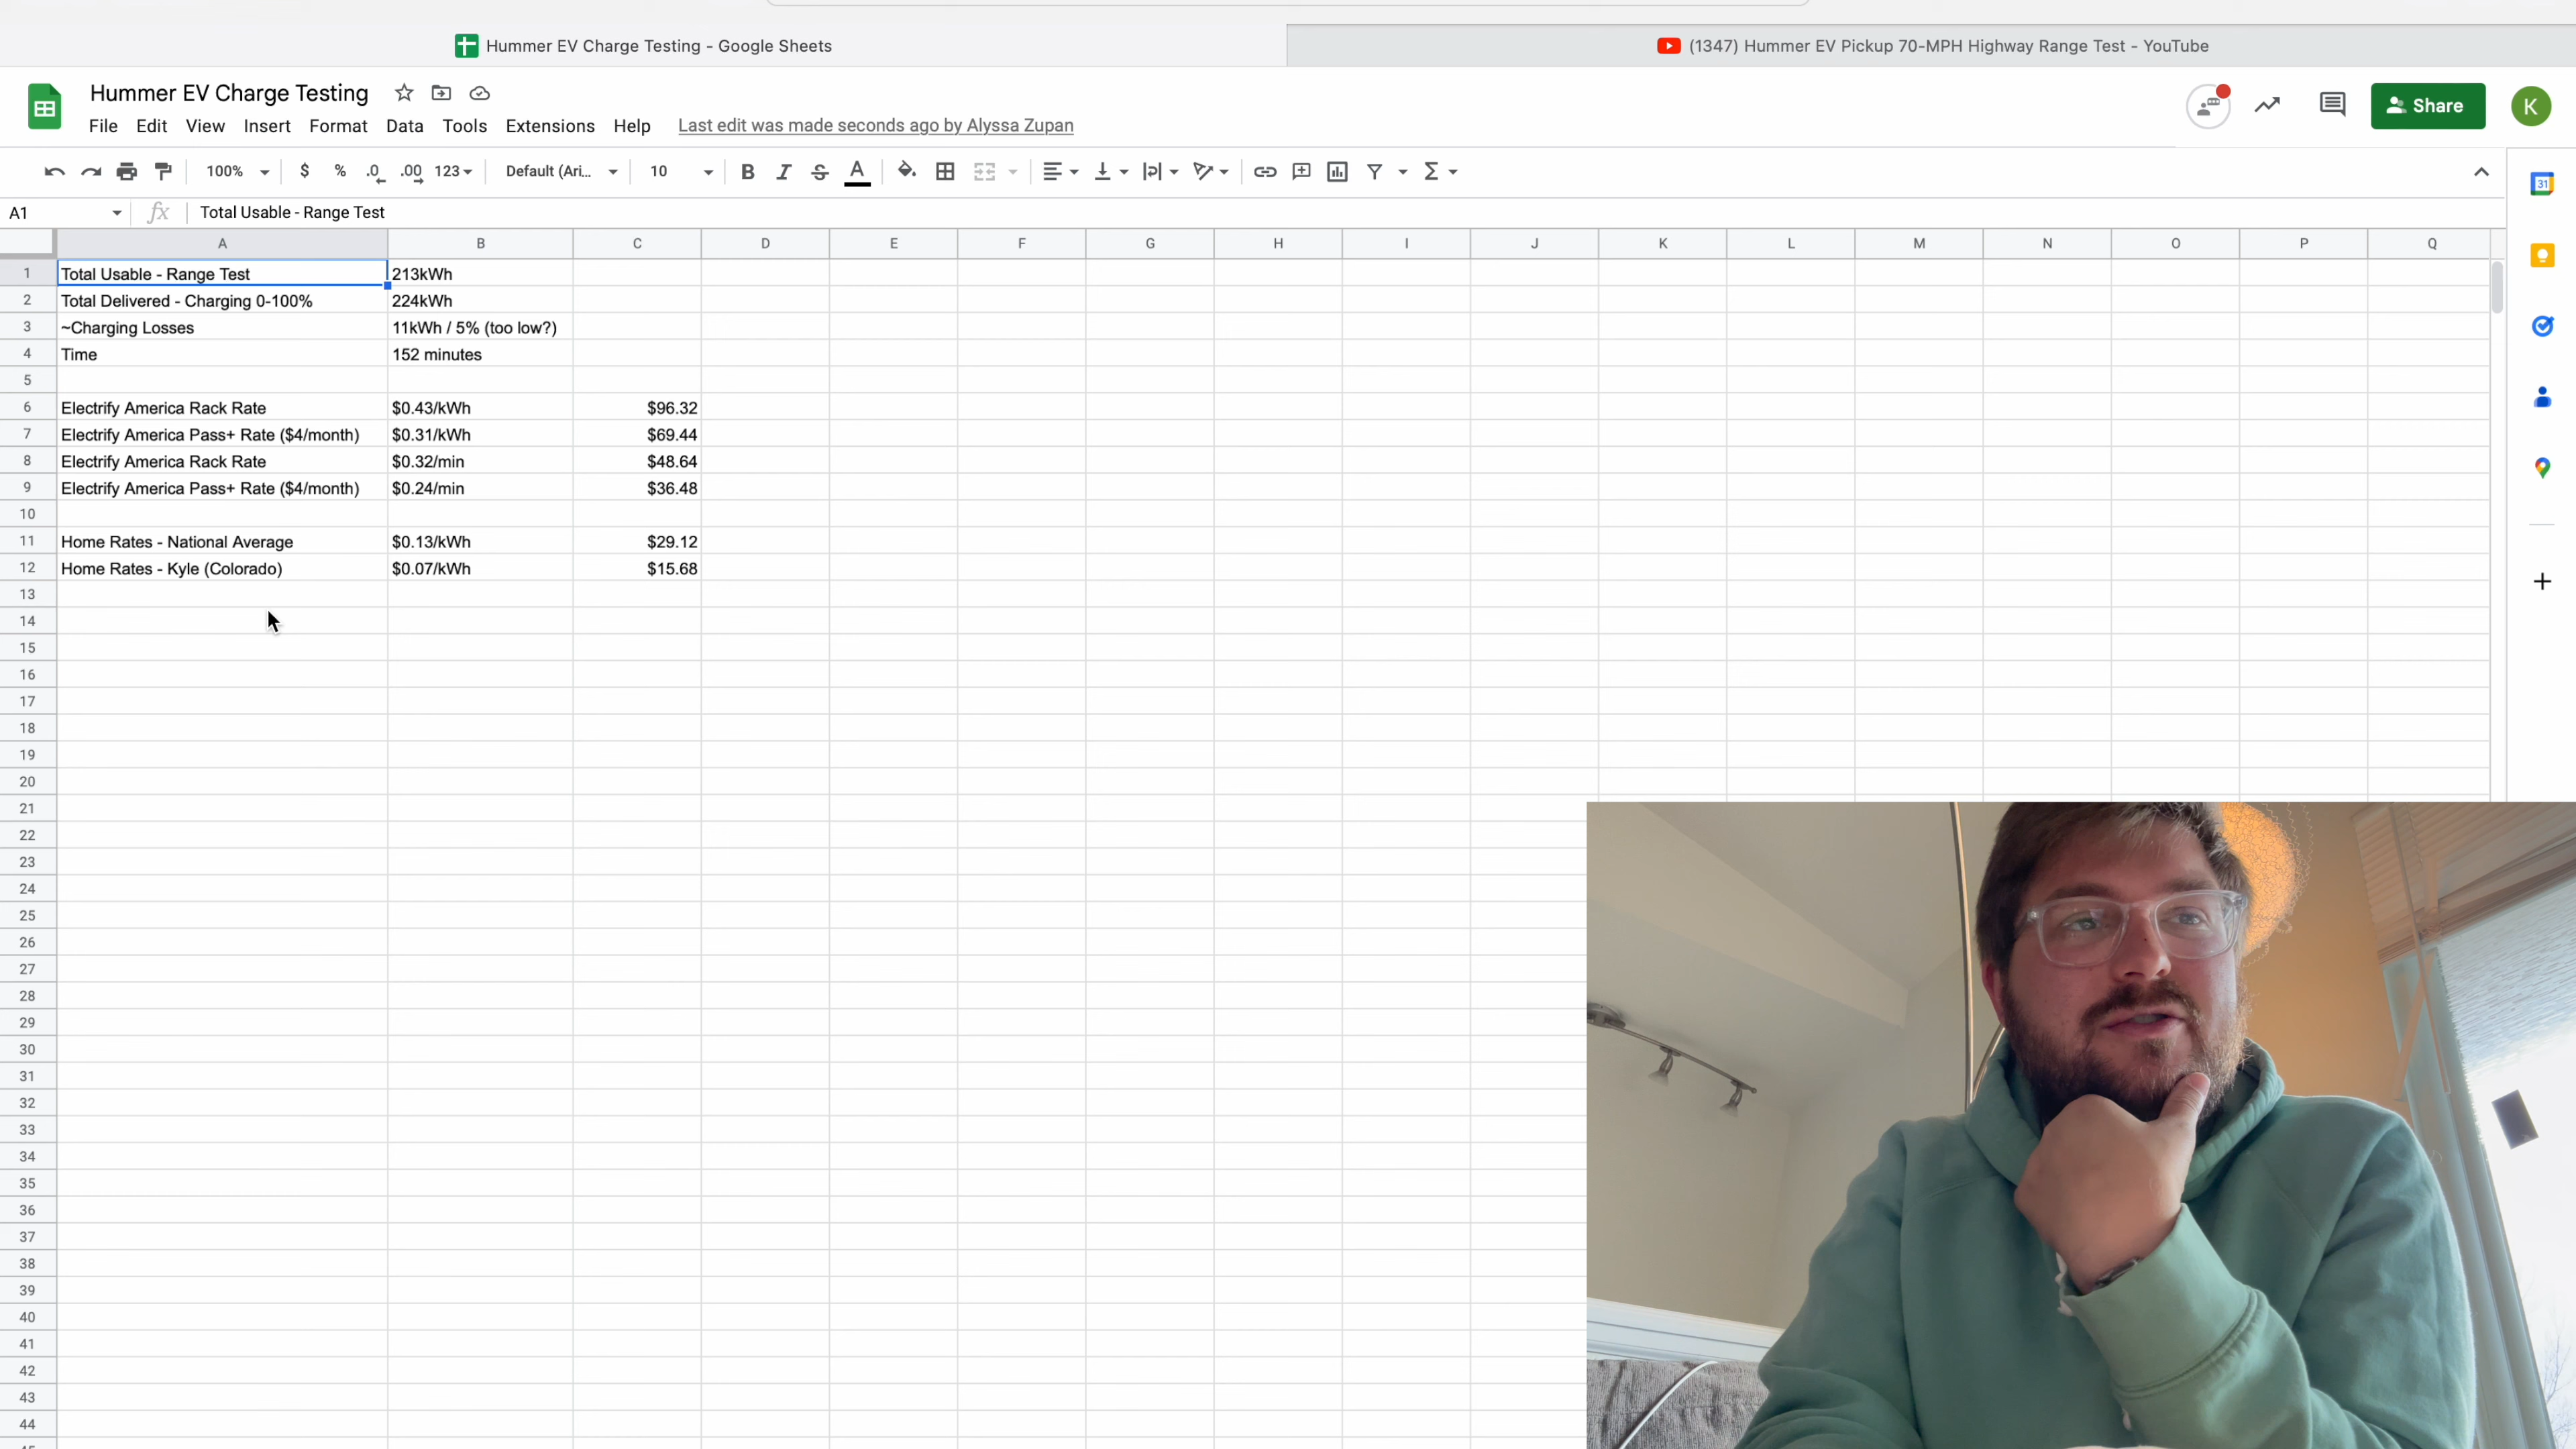 Hummer EV Charge Testing - Google Sheets
(1347) Hummer EV Pickup 70-MPH Highway Range Test - YouTube
Hummer EV Charge Testing
Share
K
File Edit View Insert Format Data Tools Extensions Help Last edit was made seconds ago by Alyssa Zupan
100% $ % .0 .00 123 Default (Ari... 10 B I S A Σ
31
A1 fx Total Usable - Range Test
A B C D E F G H I J K L M N O P Q
1 Total Usable - Range Test 213kWh
2 Total Delivered - Charging 0-100% 224kWh
3 ~Charging Losses 11kWh / 5% (too low?)
4 Time 152 minutes
5
6 Electrify America Rack Rate $0.43/kWh $96.32
7 Electrify America Pass+ Rate ($4/month) $0.31/kWh $69.44
8 Electrify America Rack Rate $0.32/min $48.64
9 Electrify America Pass+ Rate ($4/month) $0.24/min $36.48
10
11 Home Rates - National Average $0.13/kWh $29.12
12 Home Rates - Kyle (Colorado) $0.07/kWh $15.68
13
14
15
16
17
18
19
20
21
22
23
24
25
26
27
28
29
30
31
32
33
34
35
36
37
38
39
40
41
42
43
44